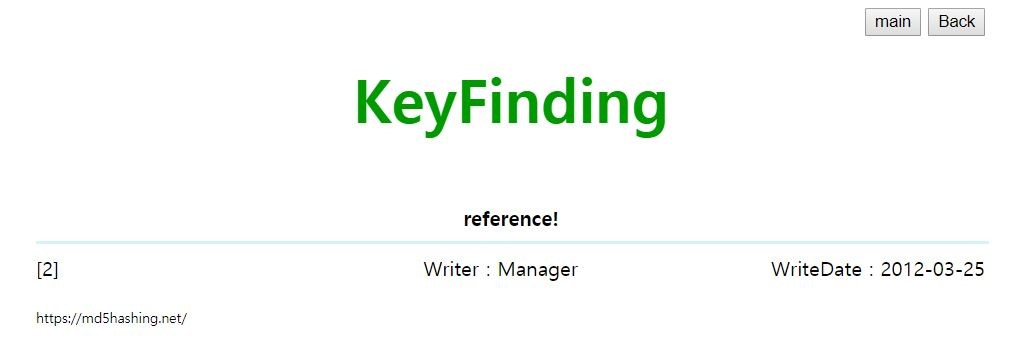 main Back
KeyFinding
reference!
[2] Writer : Manager WriteDate : 2012-03-25
https://md5hashing.net/